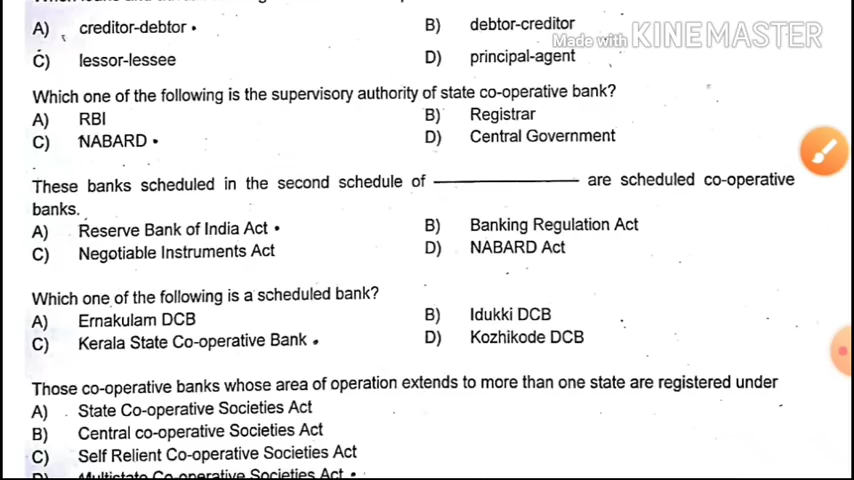 A) creditor-debtor • B) debtor-creditor
Made with KINEMASTER
C) lessor-lessee D) principal-agent
Which one of the following is the supervisory authority of state co-operative bank?
A) RBI B) Registrar
C) NABARD • D) Central Government
These banks scheduled in the second schedule of ―――――― are scheduled co-operative
banks.
A) Reserve Bank of India Act • B) Banking Regulation Act
C) Negotiable Instruments Act D) NABARD Act
Which one of the following is a scheduled bank?
A) Ernakulam DCB B) Idukki DCB
C) Kerala State Co-operative Bank • D) Kozhikode DCB
Those co-operative banks whose area of operation extends to more than one state are registered under
A) State Co-operative Societies Act
B) Central co-operative Societies Act
C) Self Relient Co-operative Societies Act
D) Multistate Co-operative Societies Act •